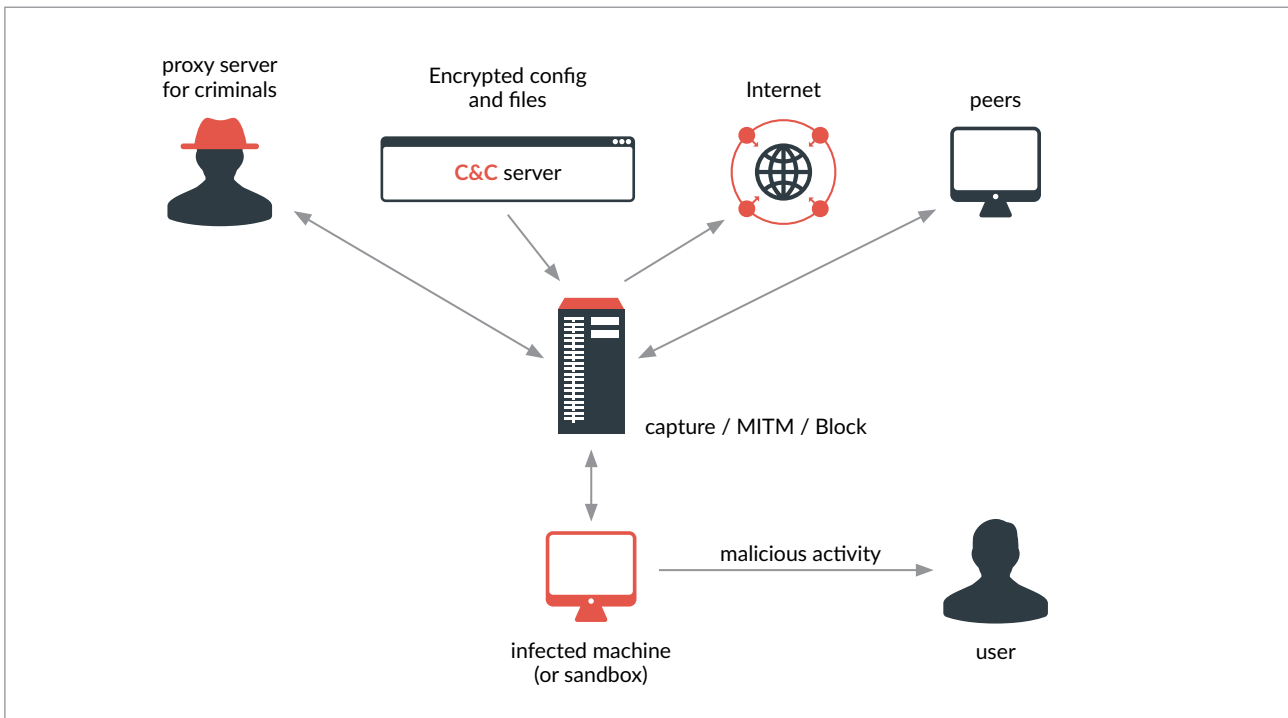 proxy server
for criminals
Encrypted config
and files
C&C server
Internet
peers
capture / MITM / Block
malicious activity
infected machine
(or sandbox)
user